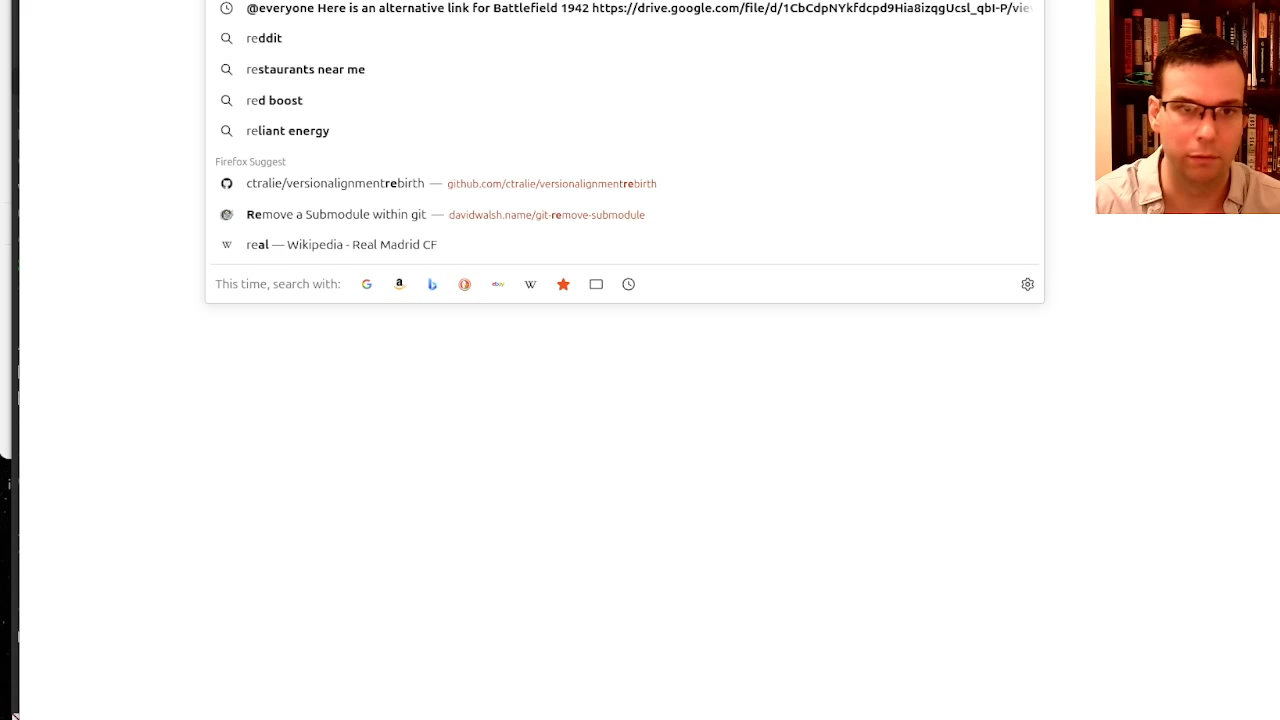 @everyone Here is an alternative link for Battlefield 1942 https://drive.google.com/file/d/1CbCdpNYkfdcpd9Hia8izqgUcsl_qbI-P/vie
reddit
restaurants near me
red boost
reliant energy
Firefox Suggest
ctralie/versionalignmentrebirth — github.com/ctralie/versionalignmentrebirth
Remove a Submodule within git — davidwalsh.name/git-remove-submodule
W real — Wikipedia - Real Madrid CF
This time, search with: G a b ebay W